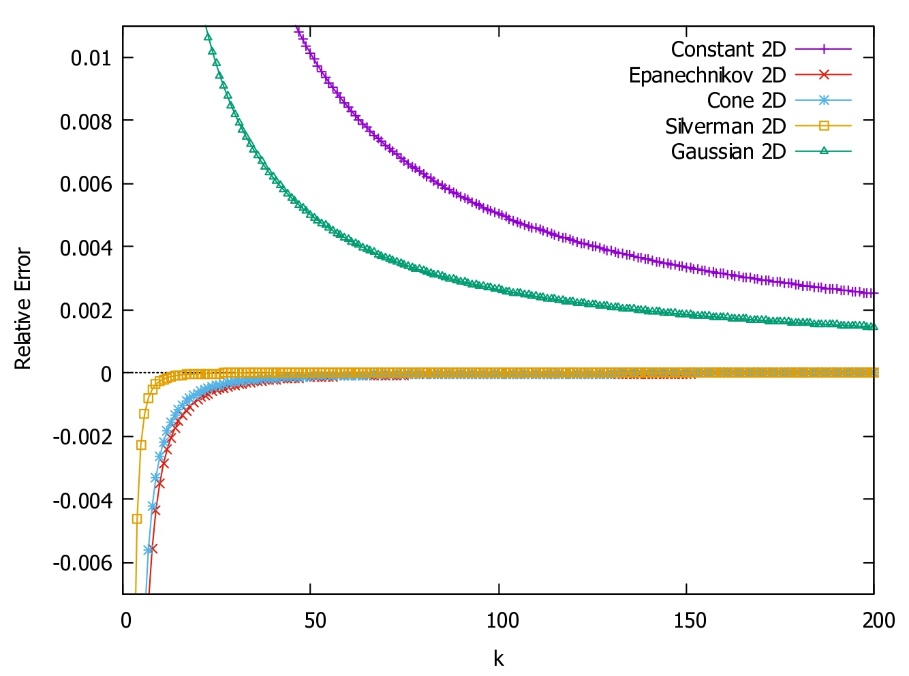 0.01
0.008
0.006
0.004
0.002
0
-0.002
-0.004
-0.006
Relative Error
Constant 2D
Epanechnikov 2D
Cone 2D
Silverman 2D
Gaussian 2D
0 50 100 150 200
k